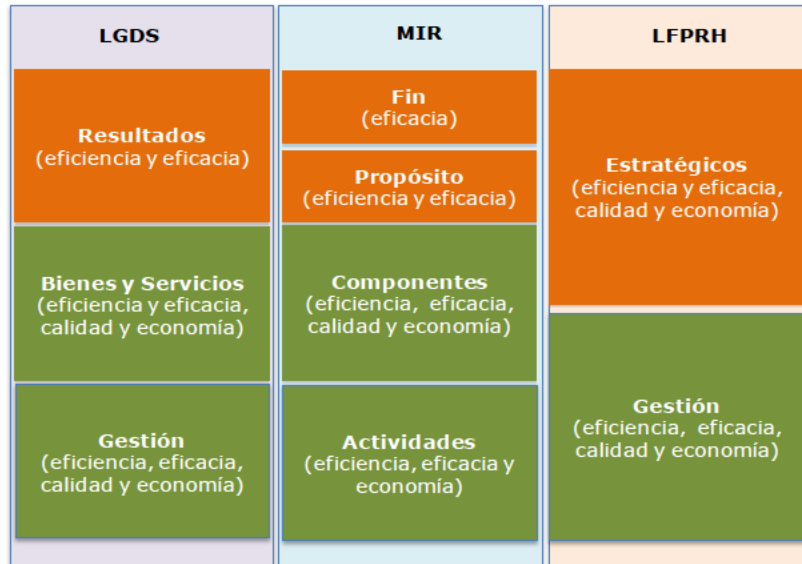 LGDS
Resultados
(eficiencia y eficacia)
Bienes y Servicios
(eficiencia y eficacia,
calidad y economía)
Gestión
(eficiencia, eficacia,
calidad y economía)
MIR
Fin
(eficacia)
Propósito
(eficiencia y eficacia)
Componentes
(eficiencia, eficacia,
calidad y economía)
Actividades
(eficiencia, eficacia y
economía)
LFPRH
Estratégicos
(eficiencia y eficacia,
calidad y economía)
Gestión
(eficiencia, eficacia,
calidad y economía)